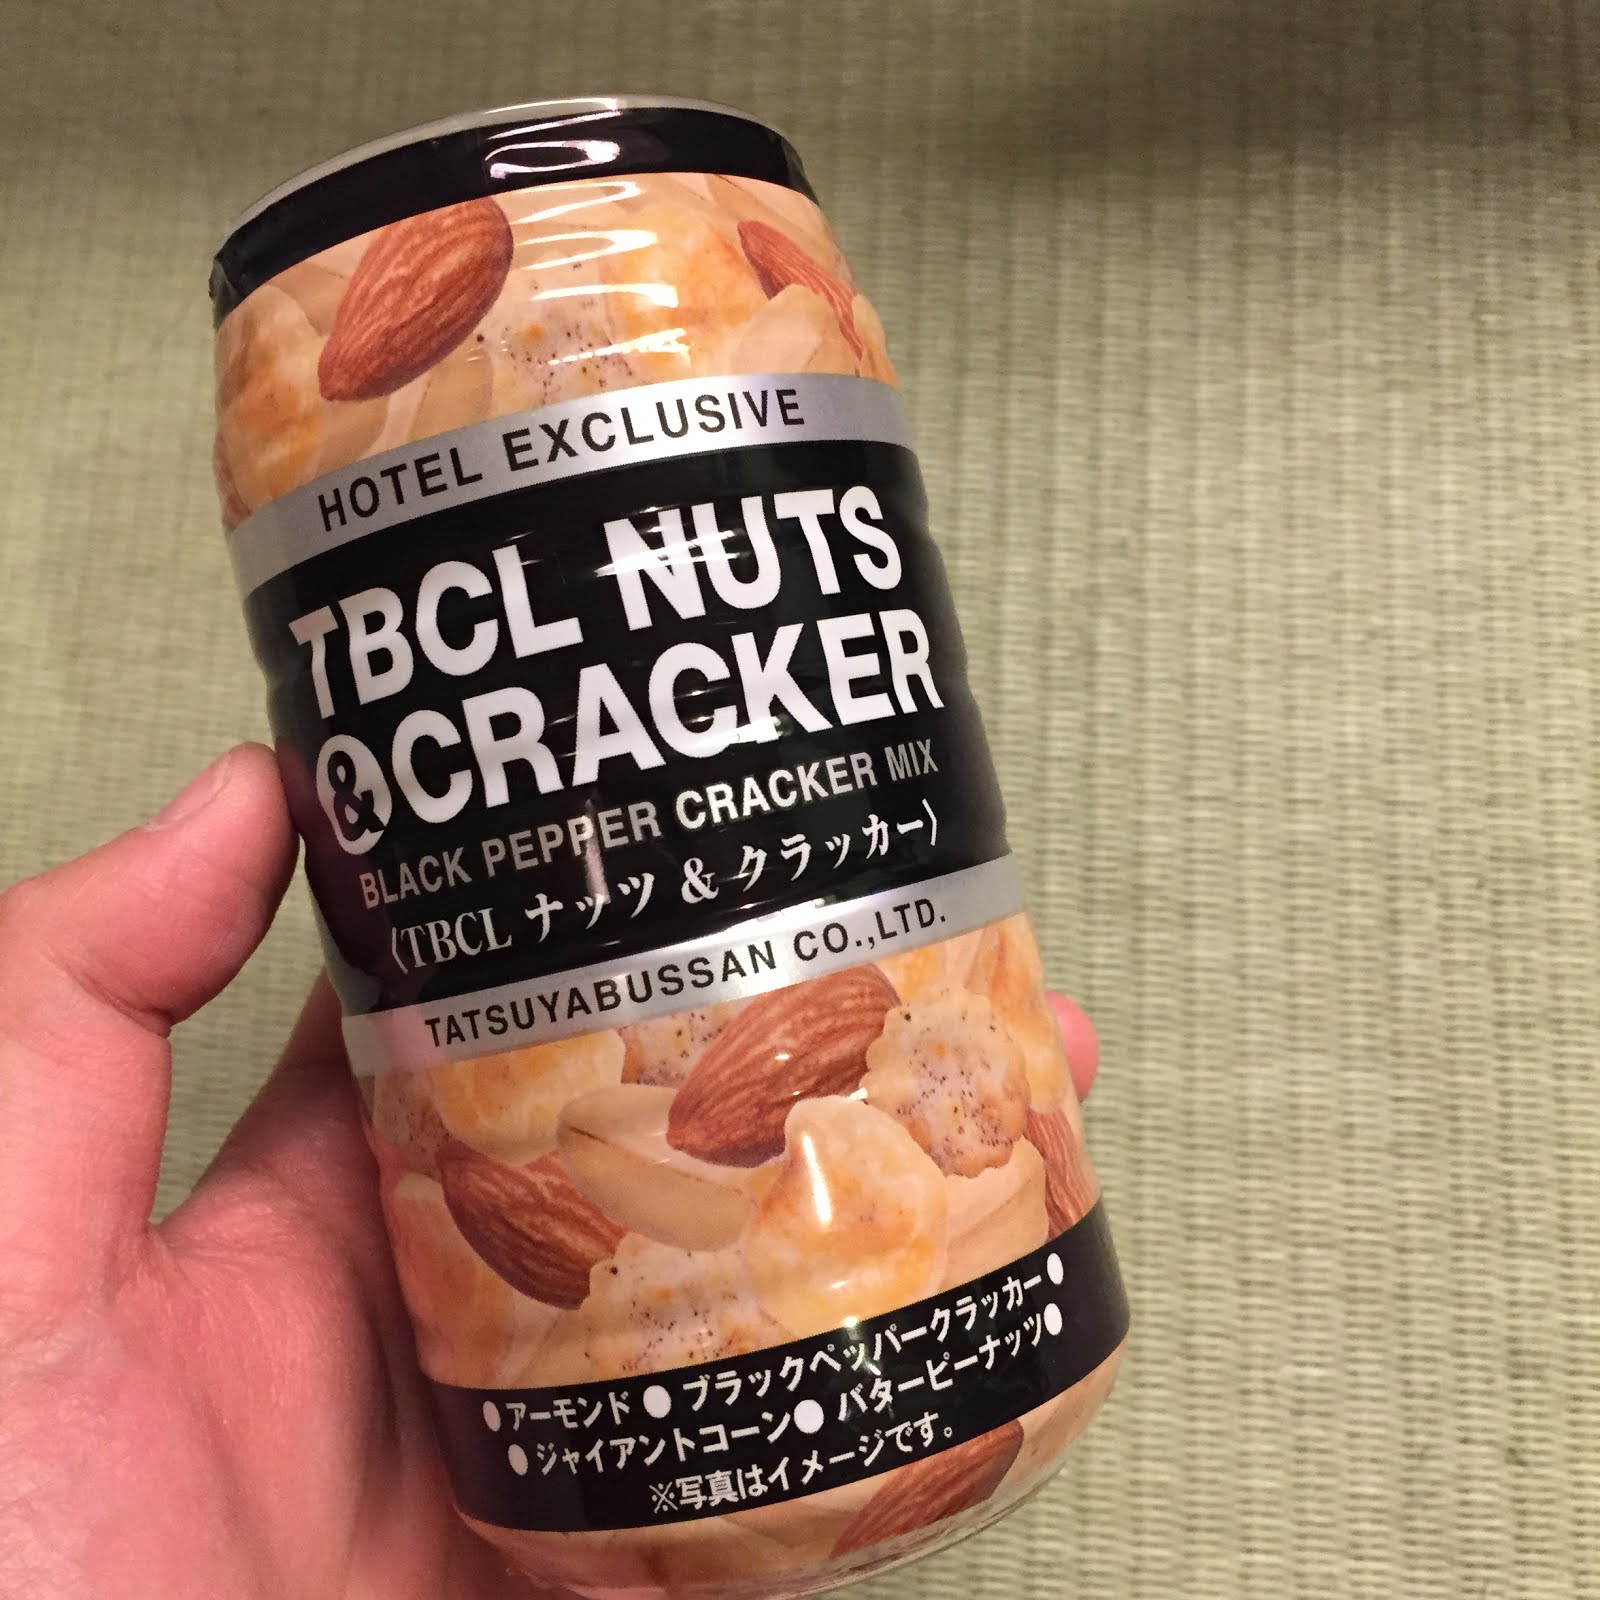 HOTEL EXCLUSIVE
TBCL NUTS
&CRACKER
BLACK PEPPER CRACKER MIX
〈TBCL ナッツ & クラッカー〉
TATSUYABUSSAN CO.,LTD.
●アーモンド●ブラックペッパークラッカー●
●ジャイアントコーン●バターピーナッツ●
※写真はイメージです。